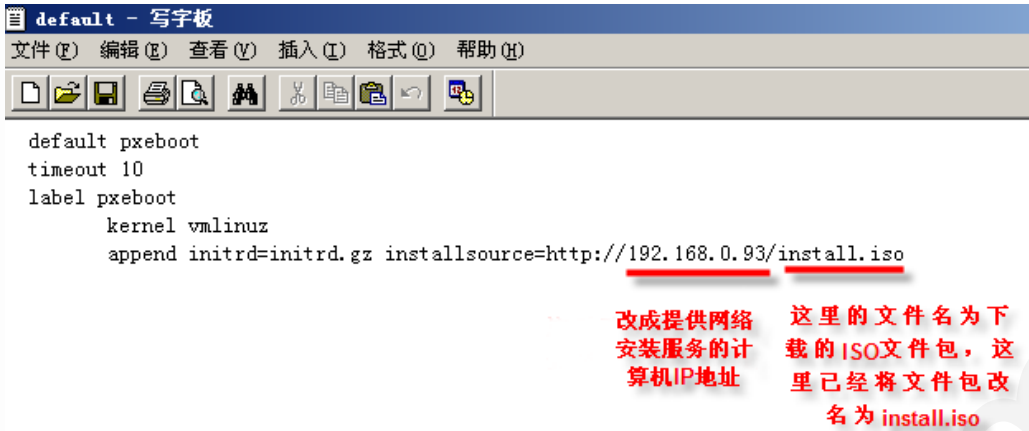 default - 写字板
文件(F) 编辑(E) 查看(V) 插入(I) 格式(O) 帮助(H)
default pxeboot
timeout 10
label pxeboot
kernel vmlinuz
append initrd=initrd.gz installsource=http://192.168.0.93/install.iso
改成提供网络
安装服务的计
算机IP地址
这里的文件名为下
载的ISO文件包，这
里已经将文件包改
名为install.iso